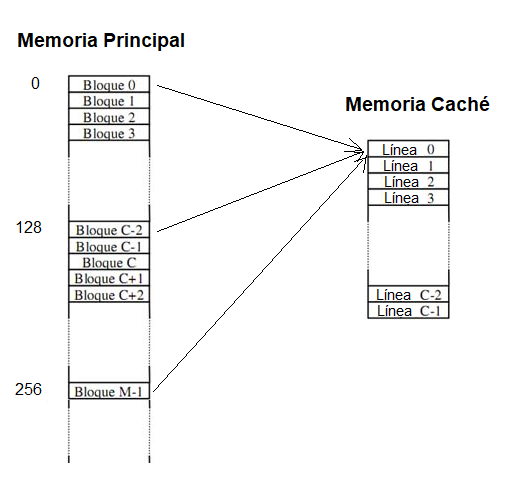 Memoria Principal
0
Bloque 0
Bloque 1
Bloque 2
Bloque 3
128
Bloque C-2
Bloque C-1
Bloque C
Bloque C+1
Bloque C+2
256
Bloque M-1
Memoria Caché
Línea 0
Línea 1
Línea 2
Línea 3
Línea C-2
Línea C-1